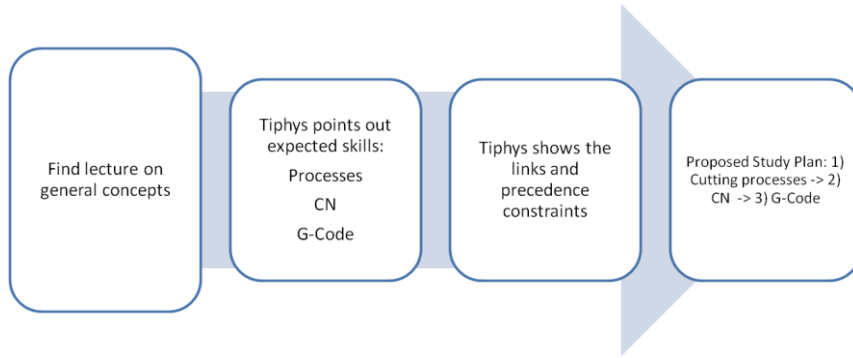 Find lecture on
general concepts
Tiphys points out
expected skills:
Processes
CN
G-Code
Tiphys shows the
links and
precedence
constraints
Proposed Study Plan: 1)
Cutting processes -> 2)
CN -> 3) G-Code